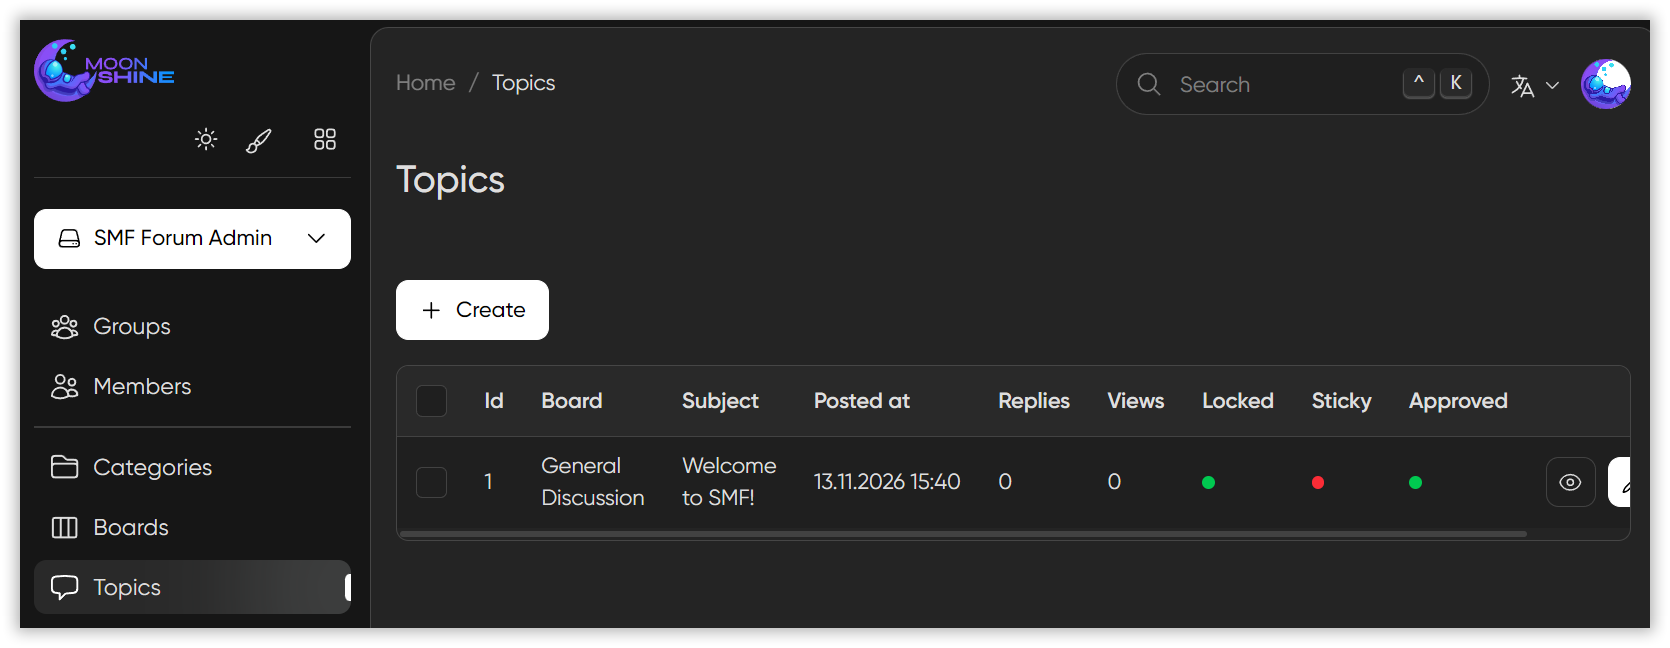 MOON
SHINE
Home / Topics
Search
^ K
Topics
SMF Forum Admin
Create
Groups
Members
Categories
Boards
Topics
Id Board Subject Posted at Replies Views Locked Sticky Approved
1 General Discussion Welcome to SMF! 13.11.2026 15:40 0 0